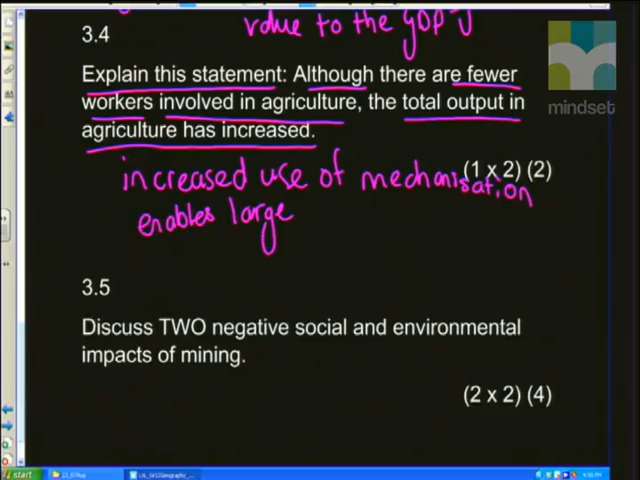 value to the GDP
3.4
mindset
Explain this statement: Although there are fewer
workers involved in agriculture, the total output in
agriculture has increased.
(1 x 2) (2)
increased use of mechanisation
enables large
3.5
Discuss TWO negative social and environmental
impacts of mining.
(2 x 2) (4)
start